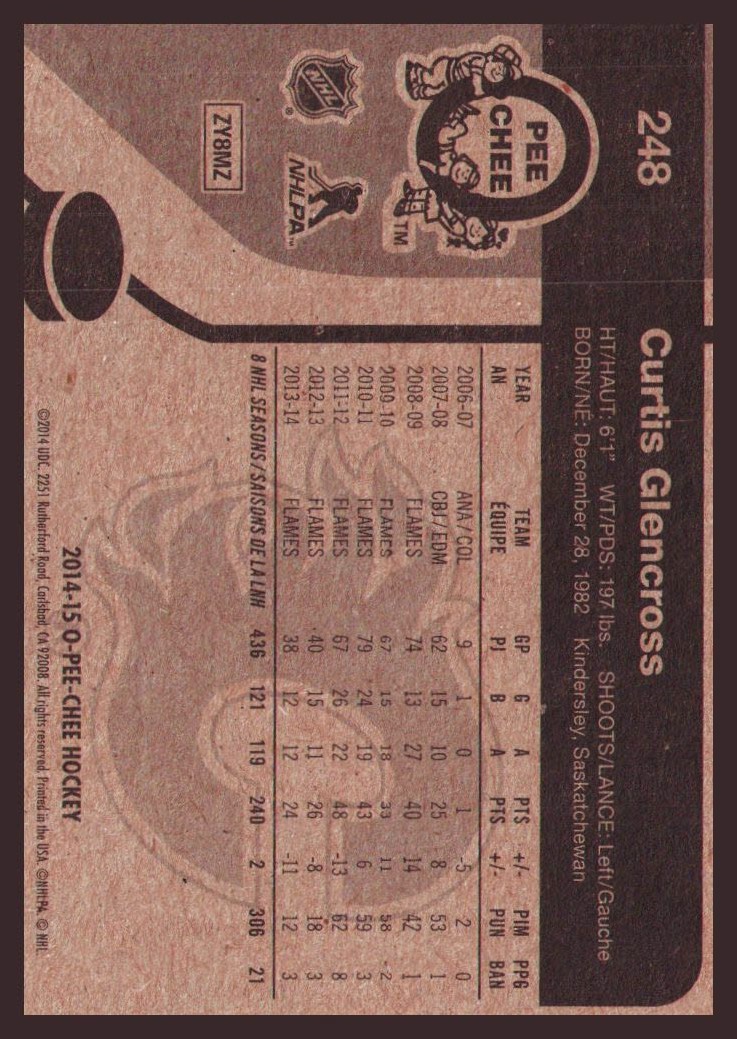 248
Curtis Glencross
HT/HAUT: 6'1" WT/PDS: 197 lbs. SHOOTS/LANCE: Left/Gauche
BORN/NÉ: December 28, 1982 Kindersley, Saskatchewan
O
PEE
CHEE
TM
NHL
®
NHLPA™
ZY8MZ
YEAR TEAM GP G A PTS +/- PIM PPG
AN ÉQUIPE PJ B A PTS +/- PUN BAN
2006-07 ANA/COL 9 1 0 1 -5 2 0
2007-08 CBJ/EDM 62 15 10 25 8 53 1
2008-09 FLAMES 74 13 27 40 14 42 1
2009-10 FLAMES 67 15 18 33 11 58 2
2010-11 FLAMES 79 24 19 43 6 59 3
2011-12 FLAMES 67 26 22 48 -13 62 8
2012-13 FLAMES 40 15 11 26 -8 18 3
2013-14 FLAMES 38 12 12 24 -11 12 3
8 NHL SEASONS/SAISONS DE LA LNH 436 121 119 240 2 306 21
2014-15 O-PEE-CHEE HOCKEY
©2014 UDC. 2251 Rutherford Road, Carlsbad, CA 92008. All rights reserved. Printed in the USA. ©NHLPA. © NHL.